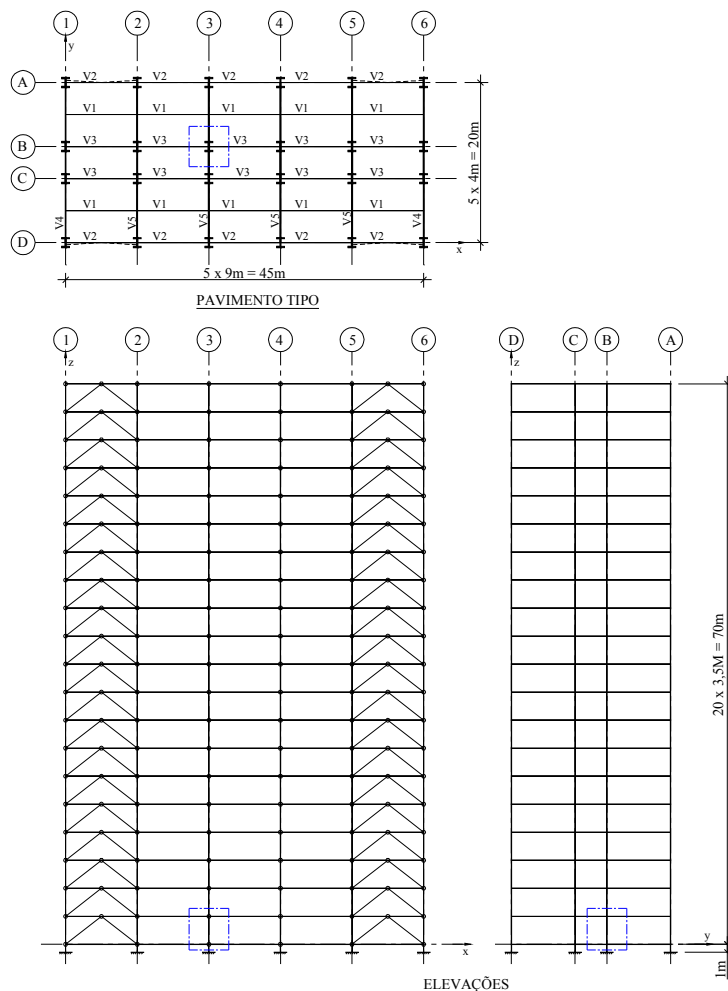 1 2 3 4 5 6
y
A V2 V2 V2 V2 V2
V1 V1 V1 V1 V1
B V3 V3 V3 V3 V3
C V3 V3 V3 V3 V3
V1 V1 V1 V1 V1
V4 V5 V5 V5 V5 V4
D V2 V2 V2 V2 V2
x
5 x 4m = 20m
5 x 9m = 45m
PAVIMENTO TIPO
1 2 3 4 5 6
D C B A
z
z
20 x 3,5M = 70m
x
y
1m
ELEVAÇÕES